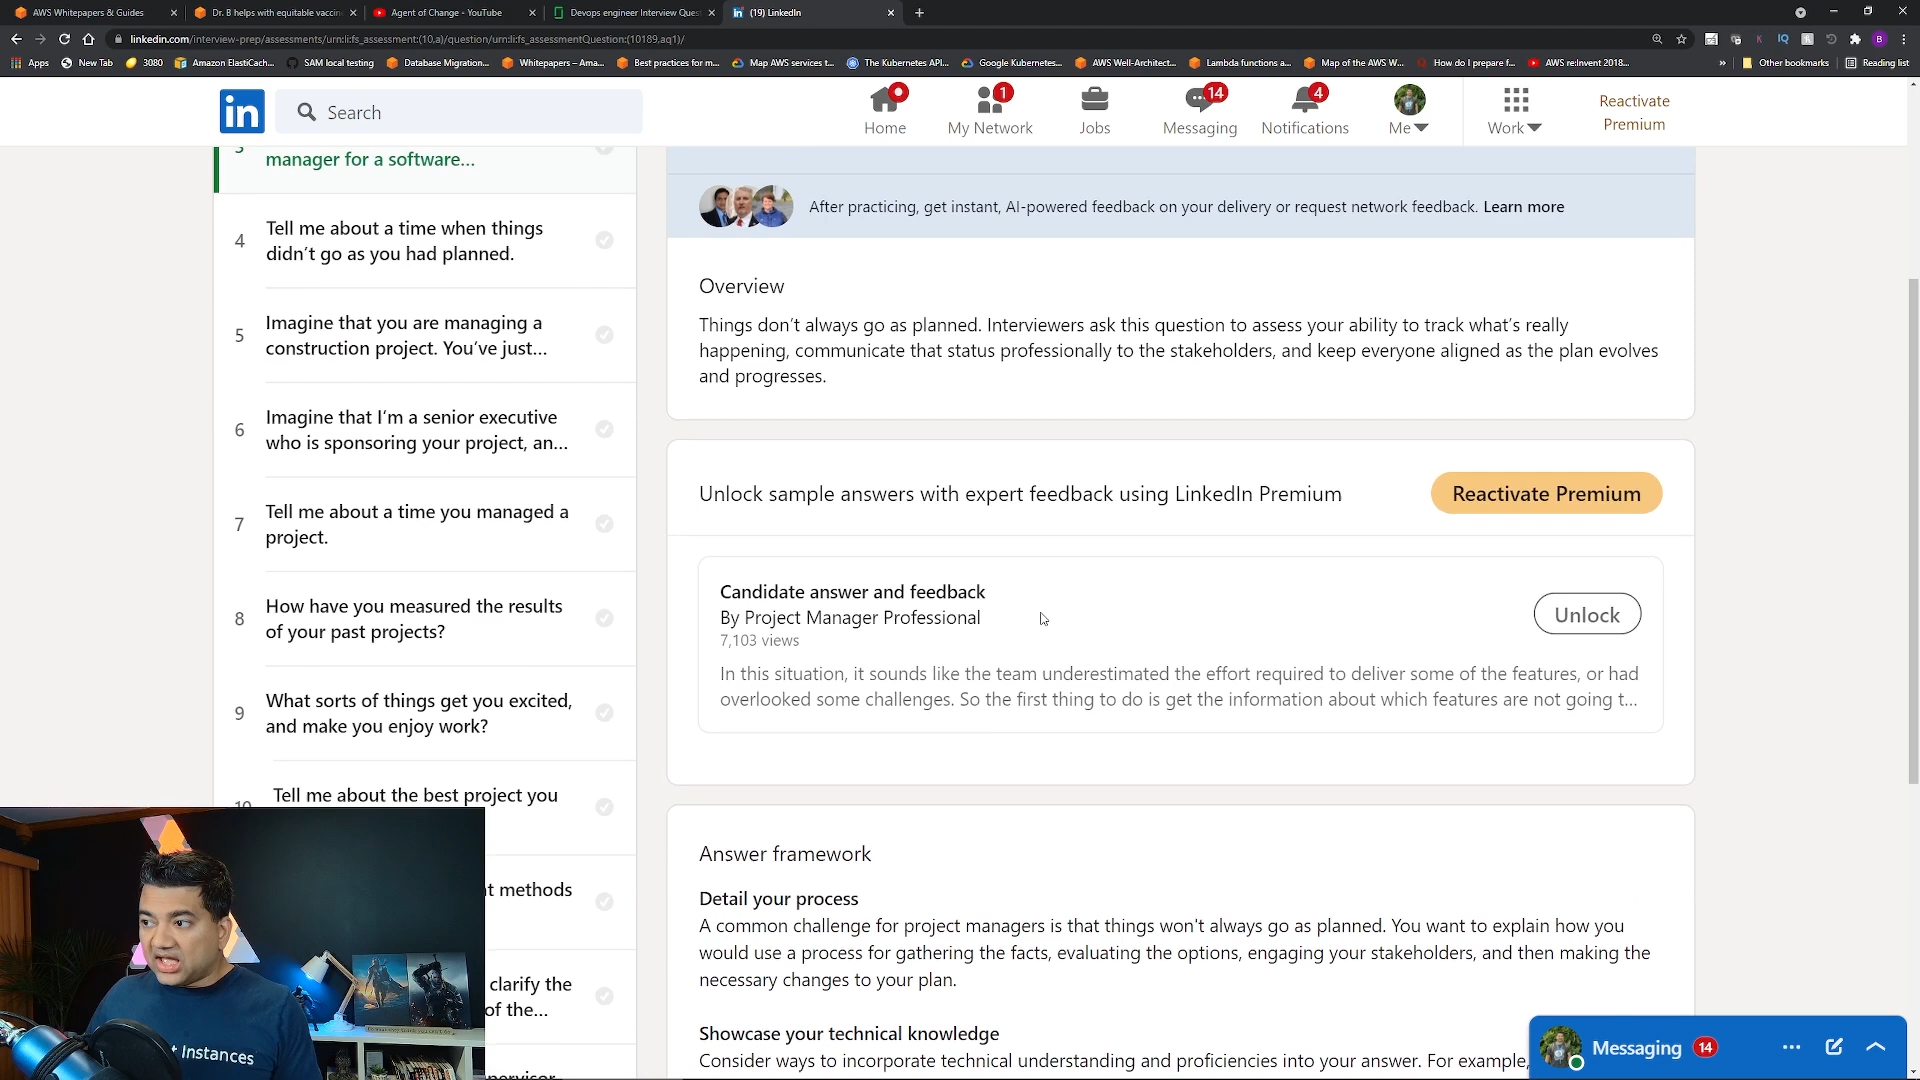 AWS Whitepapers & Guides
Dr. B helps with equitable vaccin
Agent of Change - YouTube
Devops engineer Interview Ques
(19) LinkedIn
linkedin.com/interview-prep/assessments/urn:li:fs_assessment:(10,a)/question/urn:li:fs_assessmentQuestion:(10189,aq1)/
Apps
New Tab
3080
Amazon ElastiCach...
SAM local testing
Database Migration...
Whitepapers – Ama...
Best practices for m...
Map AWS services t...
The Kubernetes API...
Google Kubernetes...
AWS Well-Architect...
Lambda functions a...
Map of the AWS W...
How do I prepare f...
AWS re:Invent 2018...
»
Other bookmarks
Reading list
in
Search
Home
1
My Network
Jobs
14
Messaging
4
Notifications
Me
Work
Reactivate
Premium
3
manager for a software...
4
Tell me about a time when things
didn't go as you had planned.
5
Imagine that you are managing a
construction project. You've just...
6
Imagine that I'm a senior executive
who is sponsoring your project, an...
7
Tell me about a time you managed a
project.
8
How have you measured the results
of your past projects?
9
What sorts of things get you excited,
and make you enjoy work?
10
Tell me about the best project you
t methods
clarify the
of the...
pervisor
t Instances
After practicing, get instant, AI-powered feedback on your delivery or request network feedback. Learn more
Overview
Things don't always go as planned. Interviewers ask this question to assess your ability to track what's really
happening, communicate that status professionally to the stakeholders, and keep everyone aligned as the plan evolves
and progresses.
Unlock sample answers with expert feedback using LinkedIn Premium
Reactivate Premium
Candidate answer and feedback
By Project Manager Professional
7,103 views
Unlock
In this situation, it sounds like the team underestimated the effort required to deliver some of the features, or had
overlooked some challenges. So the first thing to do is get the information about which features are not going t...
Answer framework
Detail your process
A common challenge for project managers is that things won't always go as planned. You want to explain how you
would use a process for gathering the facts, evaluating the options, engaging your stakeholders, and then making the
necessary changes to your plan.
Showcase your technical knowledge
Consider ways to incorporate technical understanding and proficiencies into your answer. For example,
Messaging
14